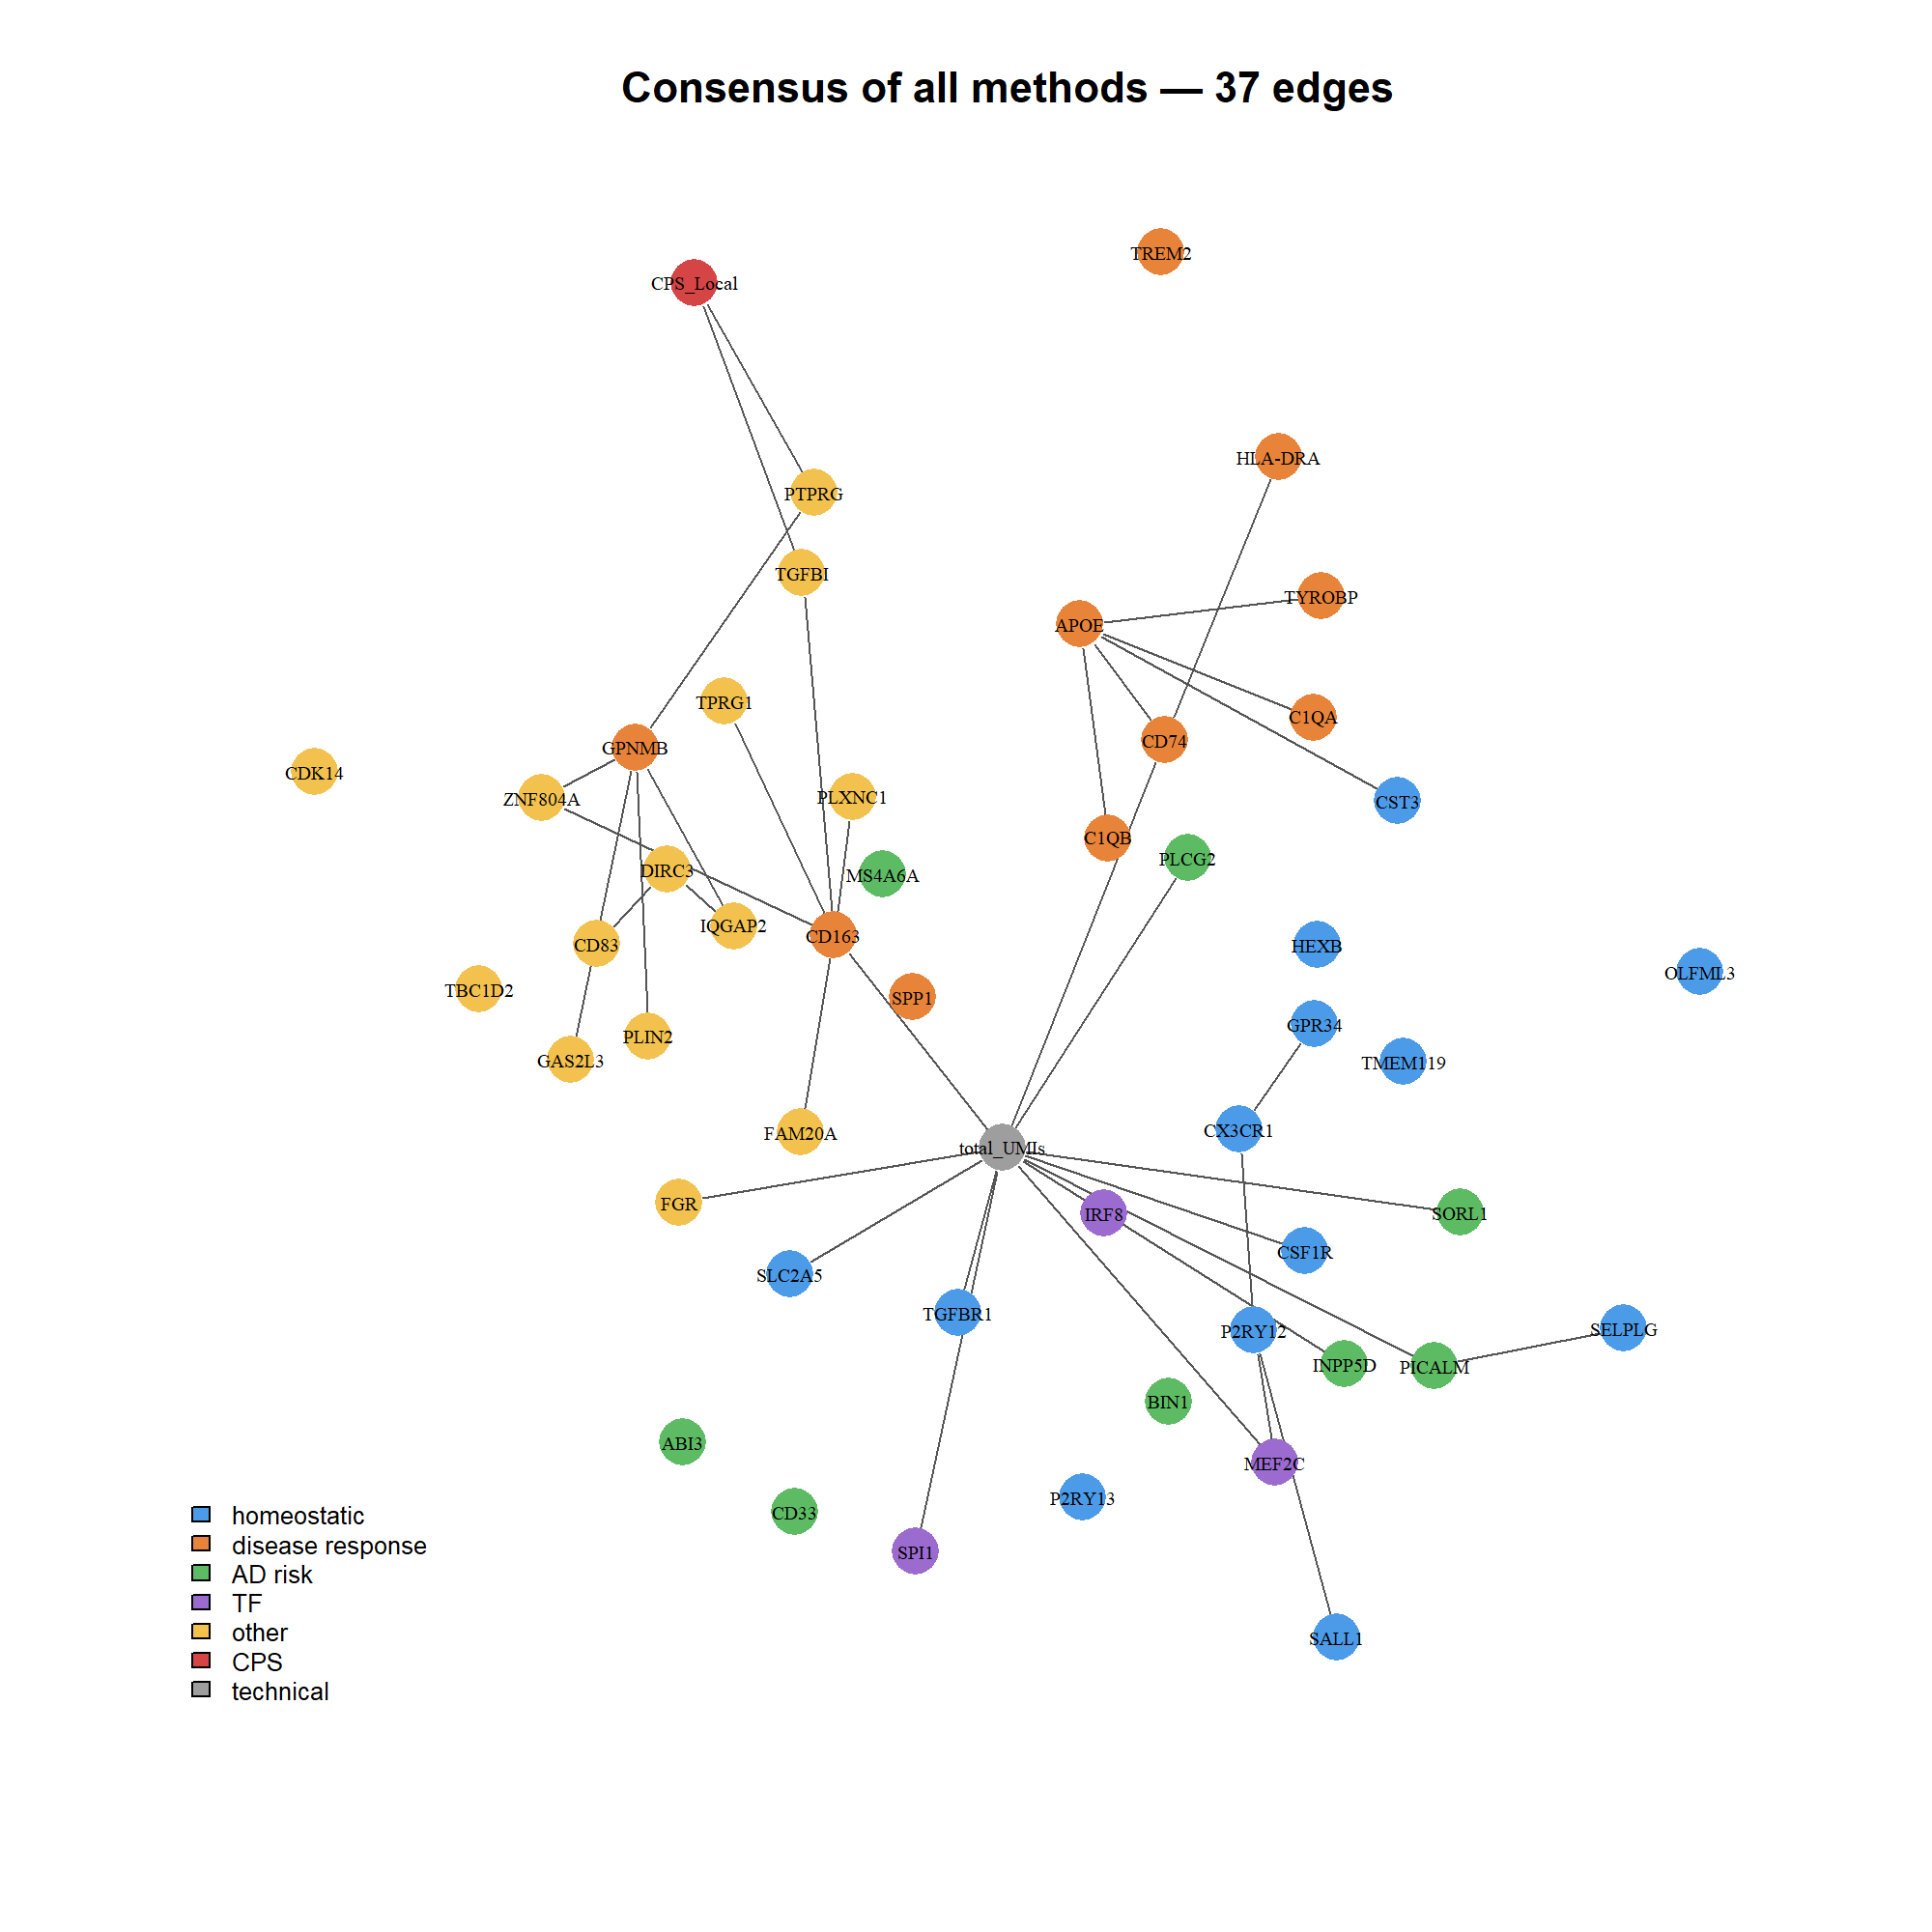 Consensus of all methods — 37 edges
TREM2
CPS_Local
HLA-DRA
PTPRG
TGFBI
TYROBP
APOE
TPRG1
C1QA
GPNMB
CD74
CDK14
ZNF804A
PLXNC1
CST3
C1QB
PLCG2
DIRC3
MS4A6A
IQGAP2
CD163
CD83
HEXB
OLFML3
TBC1D2
SPP1
GPR34
PLIN2
GAS2L3
TMEM119
FAM20A
CX3CR1
total_UMIs
FGR
IRF8
SORL1
CSF1R
SLC2A5
TGFBR1
P2RY12
SELPLG
INPP5D
PICALM
BIN1
ABI3
MEF2C
P2RY13
CD33
SPI1
SALL1
homeostatic
disease response
AD risk
TF
other
CPS
technical